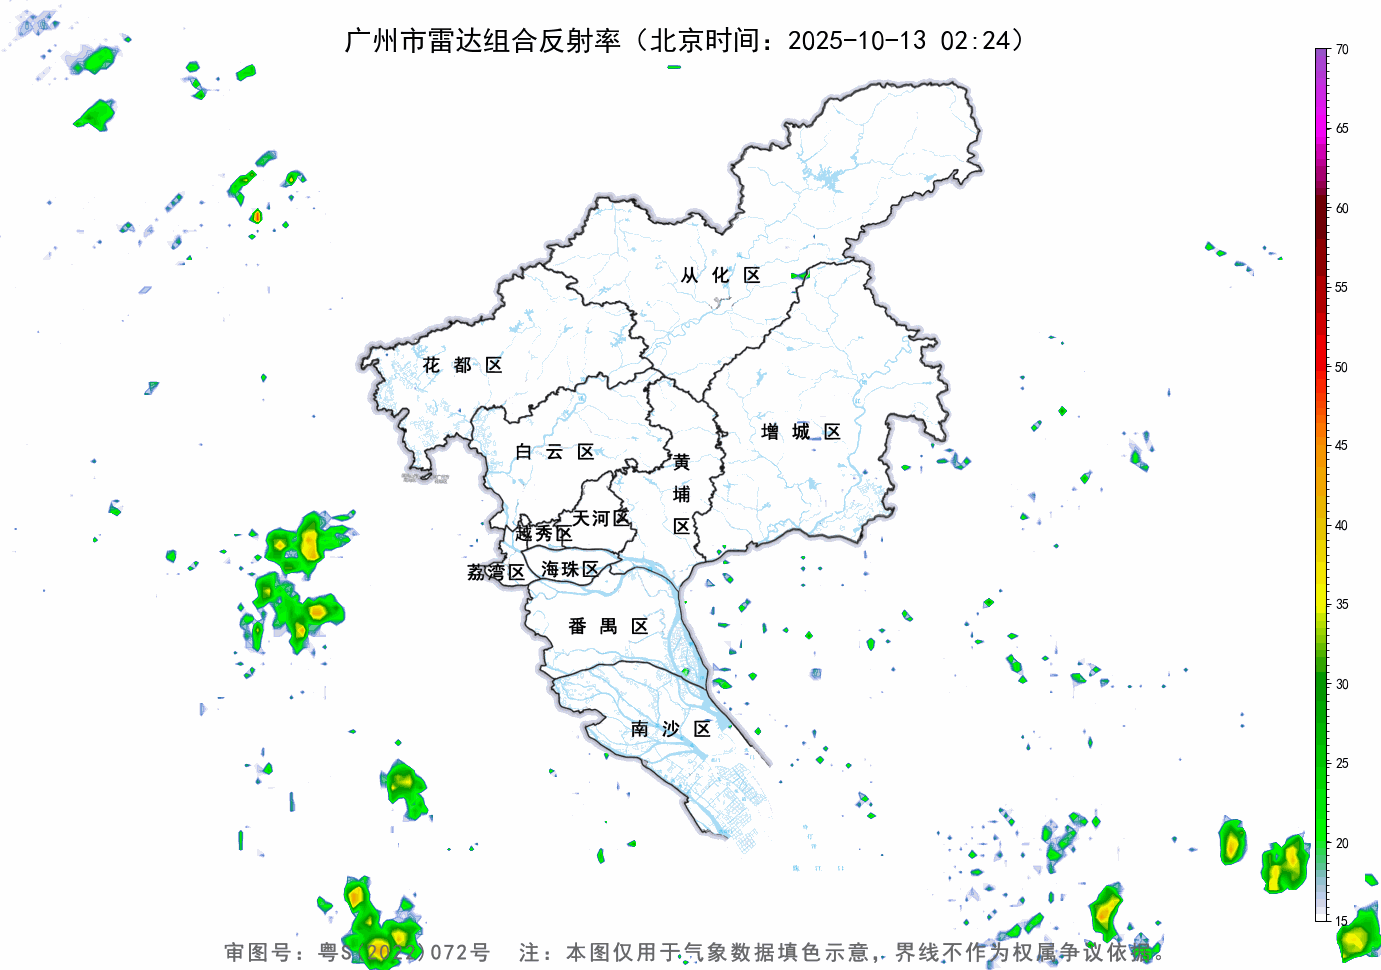 广州市雷达组合反射率（北京时间：2025-10-13 02:24）
70
65
60
55
50
45
40
35
30
25
20
15
从化区
花都区
增城区
白云区
黄埔区
天河区
越秀区
荔湾区
海珠区
番禺区
南沙区
审图号：粤S(2022)072号 注：本图仅用于气象数据填色示意，界线不作为权属争议依据。